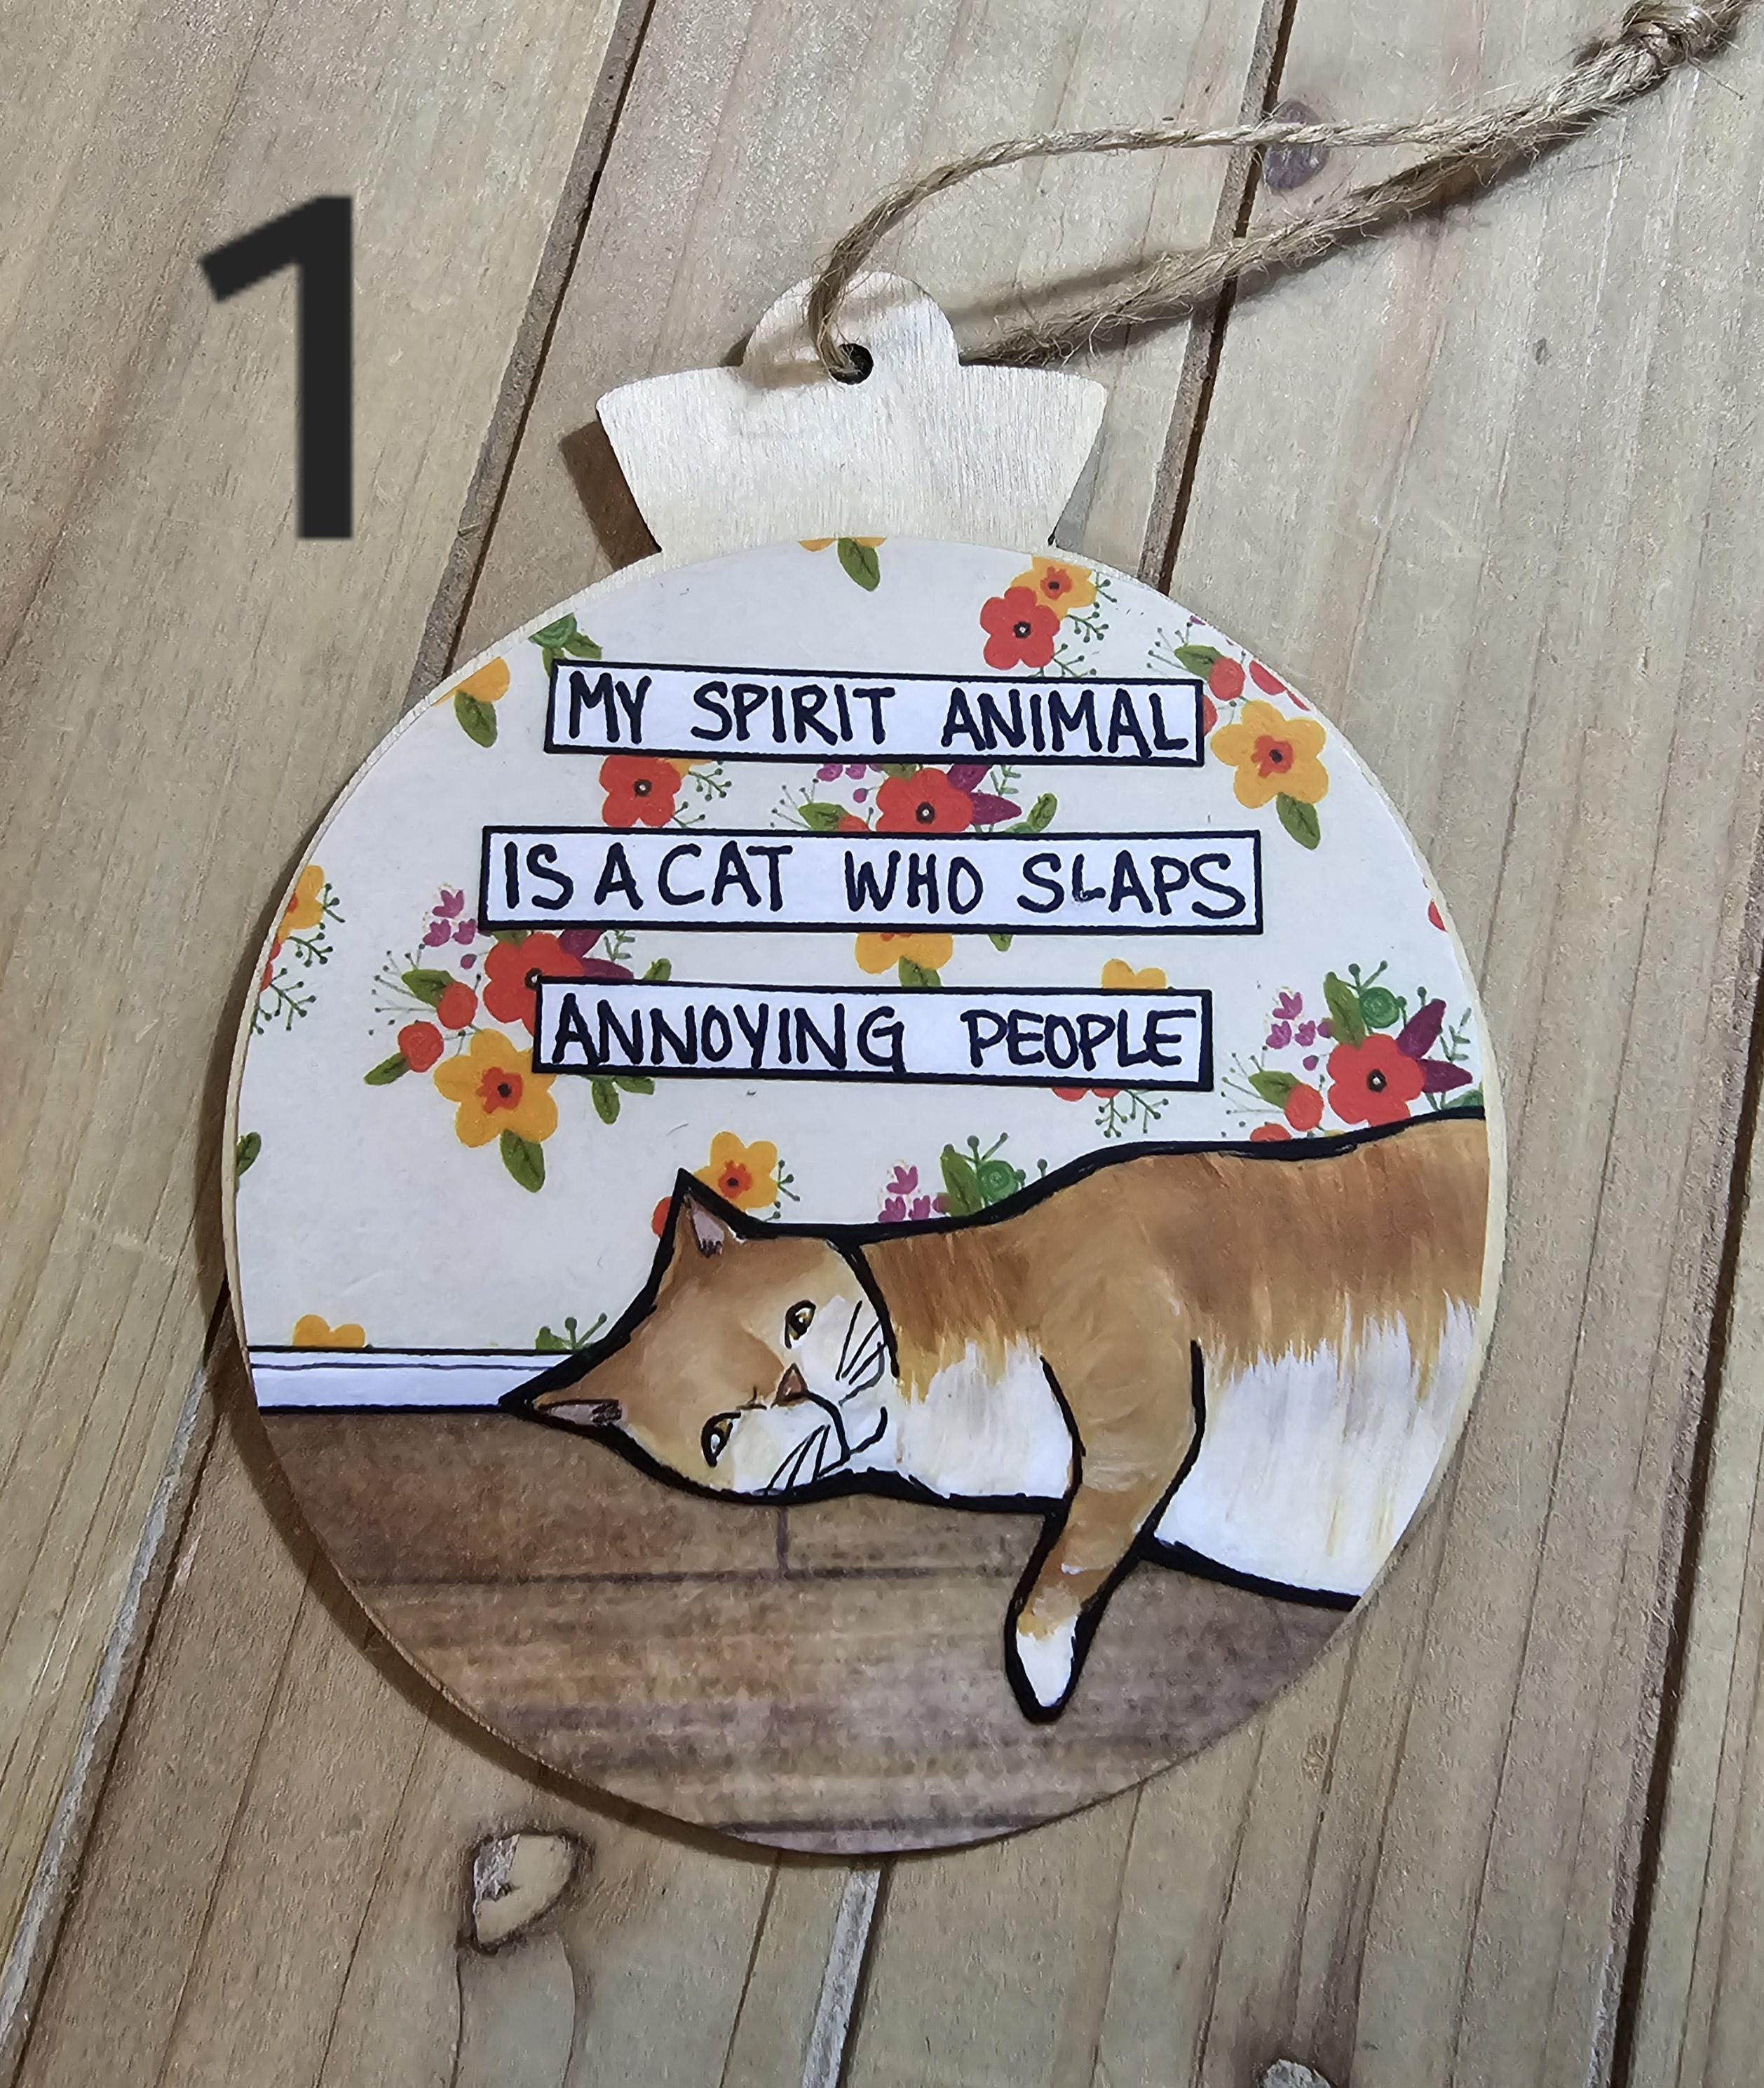 1
MY SPIRIT ANIMAL
IS A CAT WHO SLAPS
ANNOYING PEOPLE